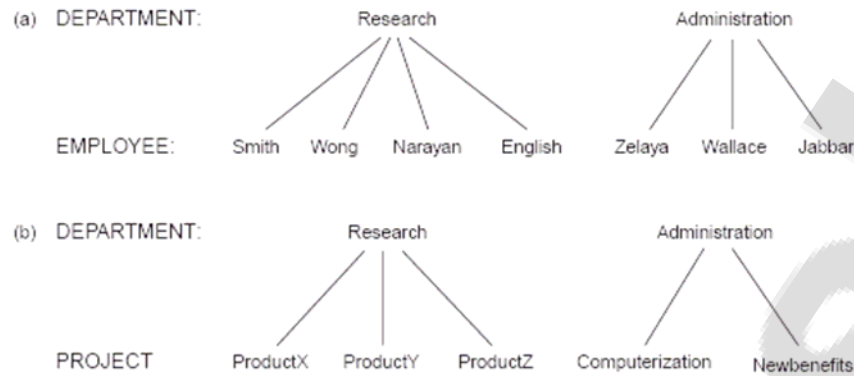 (a) DEPARTMENT: Research Administration
EMPLOYEE: Smith Wong Narayan English Zelaya Wallace Jabbar
(b) DEPARTMENT: Research Administration
PROJECT ProductX ProductY ProductZ Computerization Newbenefits